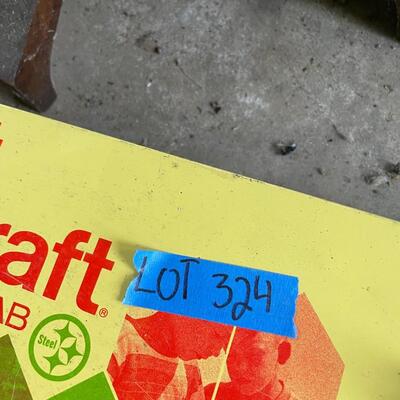 raft®
AB
Steel
LOT 324